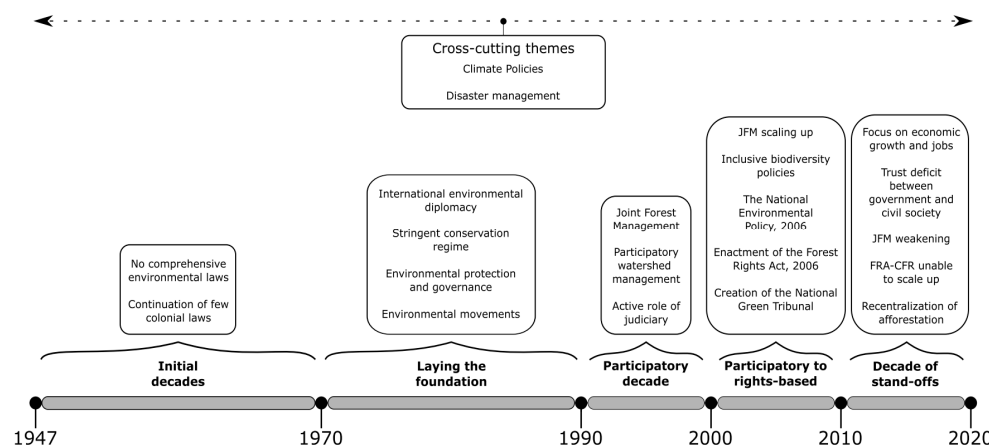 Cross-cutting themes
Climate Policies
Disaster management
No comprehensive
environmental laws
Continuation of few
colonial laws
International environmental
diplomacy
Stringent conservation
regime
Environmental protection
and governance
Environmental movements
Joint Forest
Management
Participatory
watershed
management
Active role of
judiciary
JFM scaling up
Inclusive biodiversity
policies
The National
Environmental
Policy, 2006
Enactment of the Forest
Rights Act, 2006
Creation of the National
Green Tribunal
Focus on economic
growth and jobs
Trust deficit
between
government and
civil society
JFM weakening
FRA-CFR unable
to scale up
Recentralization of
afforestation
Initial
decades
Laying the
foundation
Participatory
decade
Participatory to
rights-based
Decade of
stand-offs
1947
1970
1990
2000
2010
2020